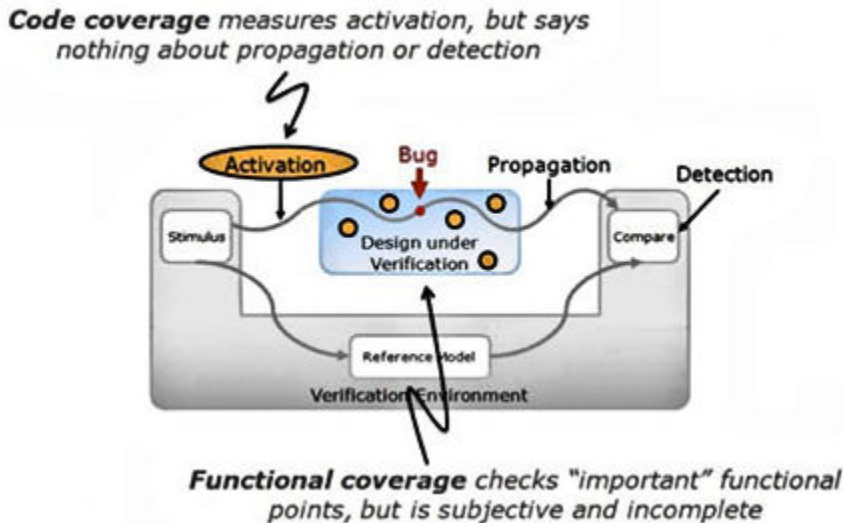 Code coverage measures activation, but says
nothing about propagation or detection
Activation
Bug
Propagation
Detection
Stimulus
Design under
Verification
Compare
Reference Model
Verification Environment
Functional coverage checks “important” functional
points, but is subjective and incomplete